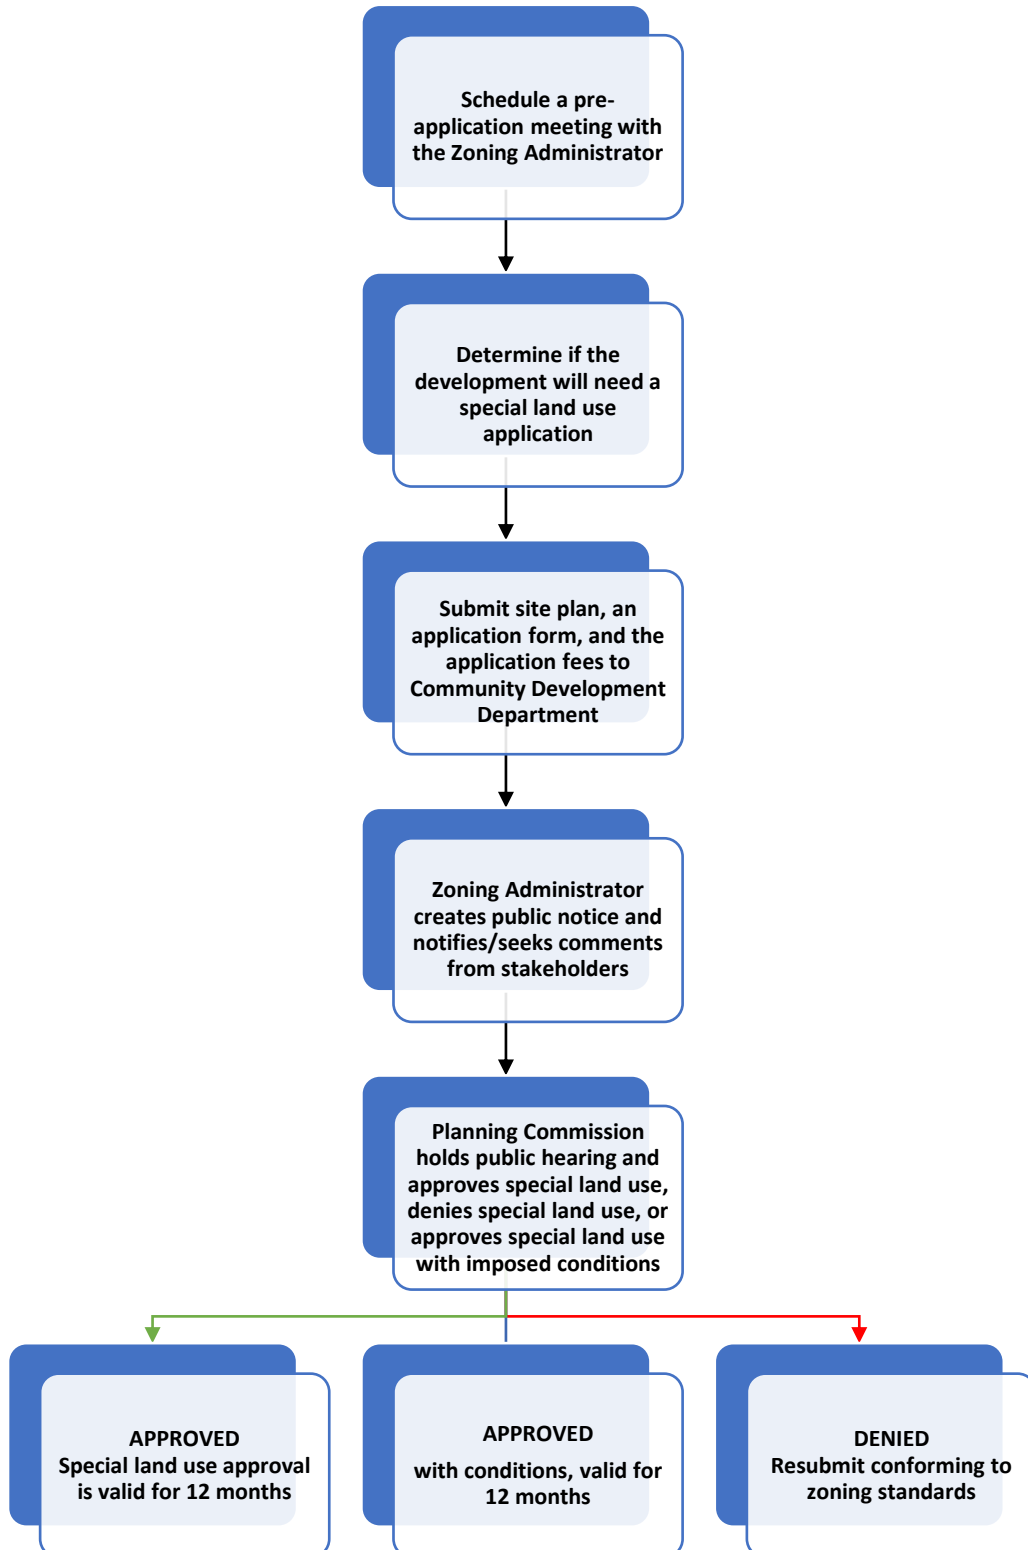 Schedule a pre-
application meeting with
the Zoning Administrator
Determine if the
development will need a
special land use
application
Submit site plan, an
application form, and the
application fees to
Community Development
Department
Zoning Administrator
creates public notice and
notifies/seeks comments
from stakeholders
Planning Commission
holds public hearing and
approves special land use,
denies special land use, or
approves special land use
with imposed conditions
APPROVED
Special land use approval
is valid for 12 months
APPROVED
with conditions, valid for
12 months
DENIED
Resubmit conforming to
zoning standards